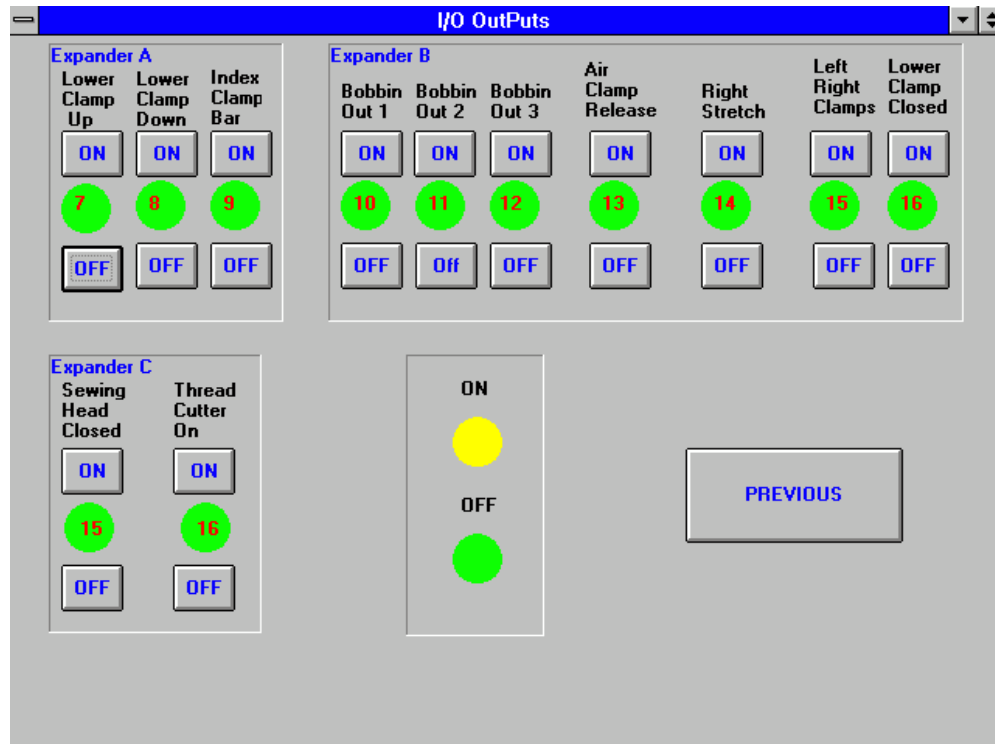 I/O OutPuts
Expander A
Lower
Clamp
Up
Lower
Clamp
Down
Index
Clamp
Bar
ON
ON
ON
7
8
9
OFF
OFF
OFF
Expander B
Bobbin
Out 1
Bobbin
Out 2
Bobbin
Out 3
Air
Clamp
Release
Right
Stretch
Left
Right
Clamps
Lower
Clamp
Closed
ON
ON
ON
ON
ON
ON
ON
10
11
12
13
14
15
16
OFF
Off
OFF
OFF
OFF
OFF
OFF
Expander C
Sewing
Head
Closed
Thread
Cutter
On
ON
ON
15
16
OFF
OFF
ON
OFF
PREVIOUS